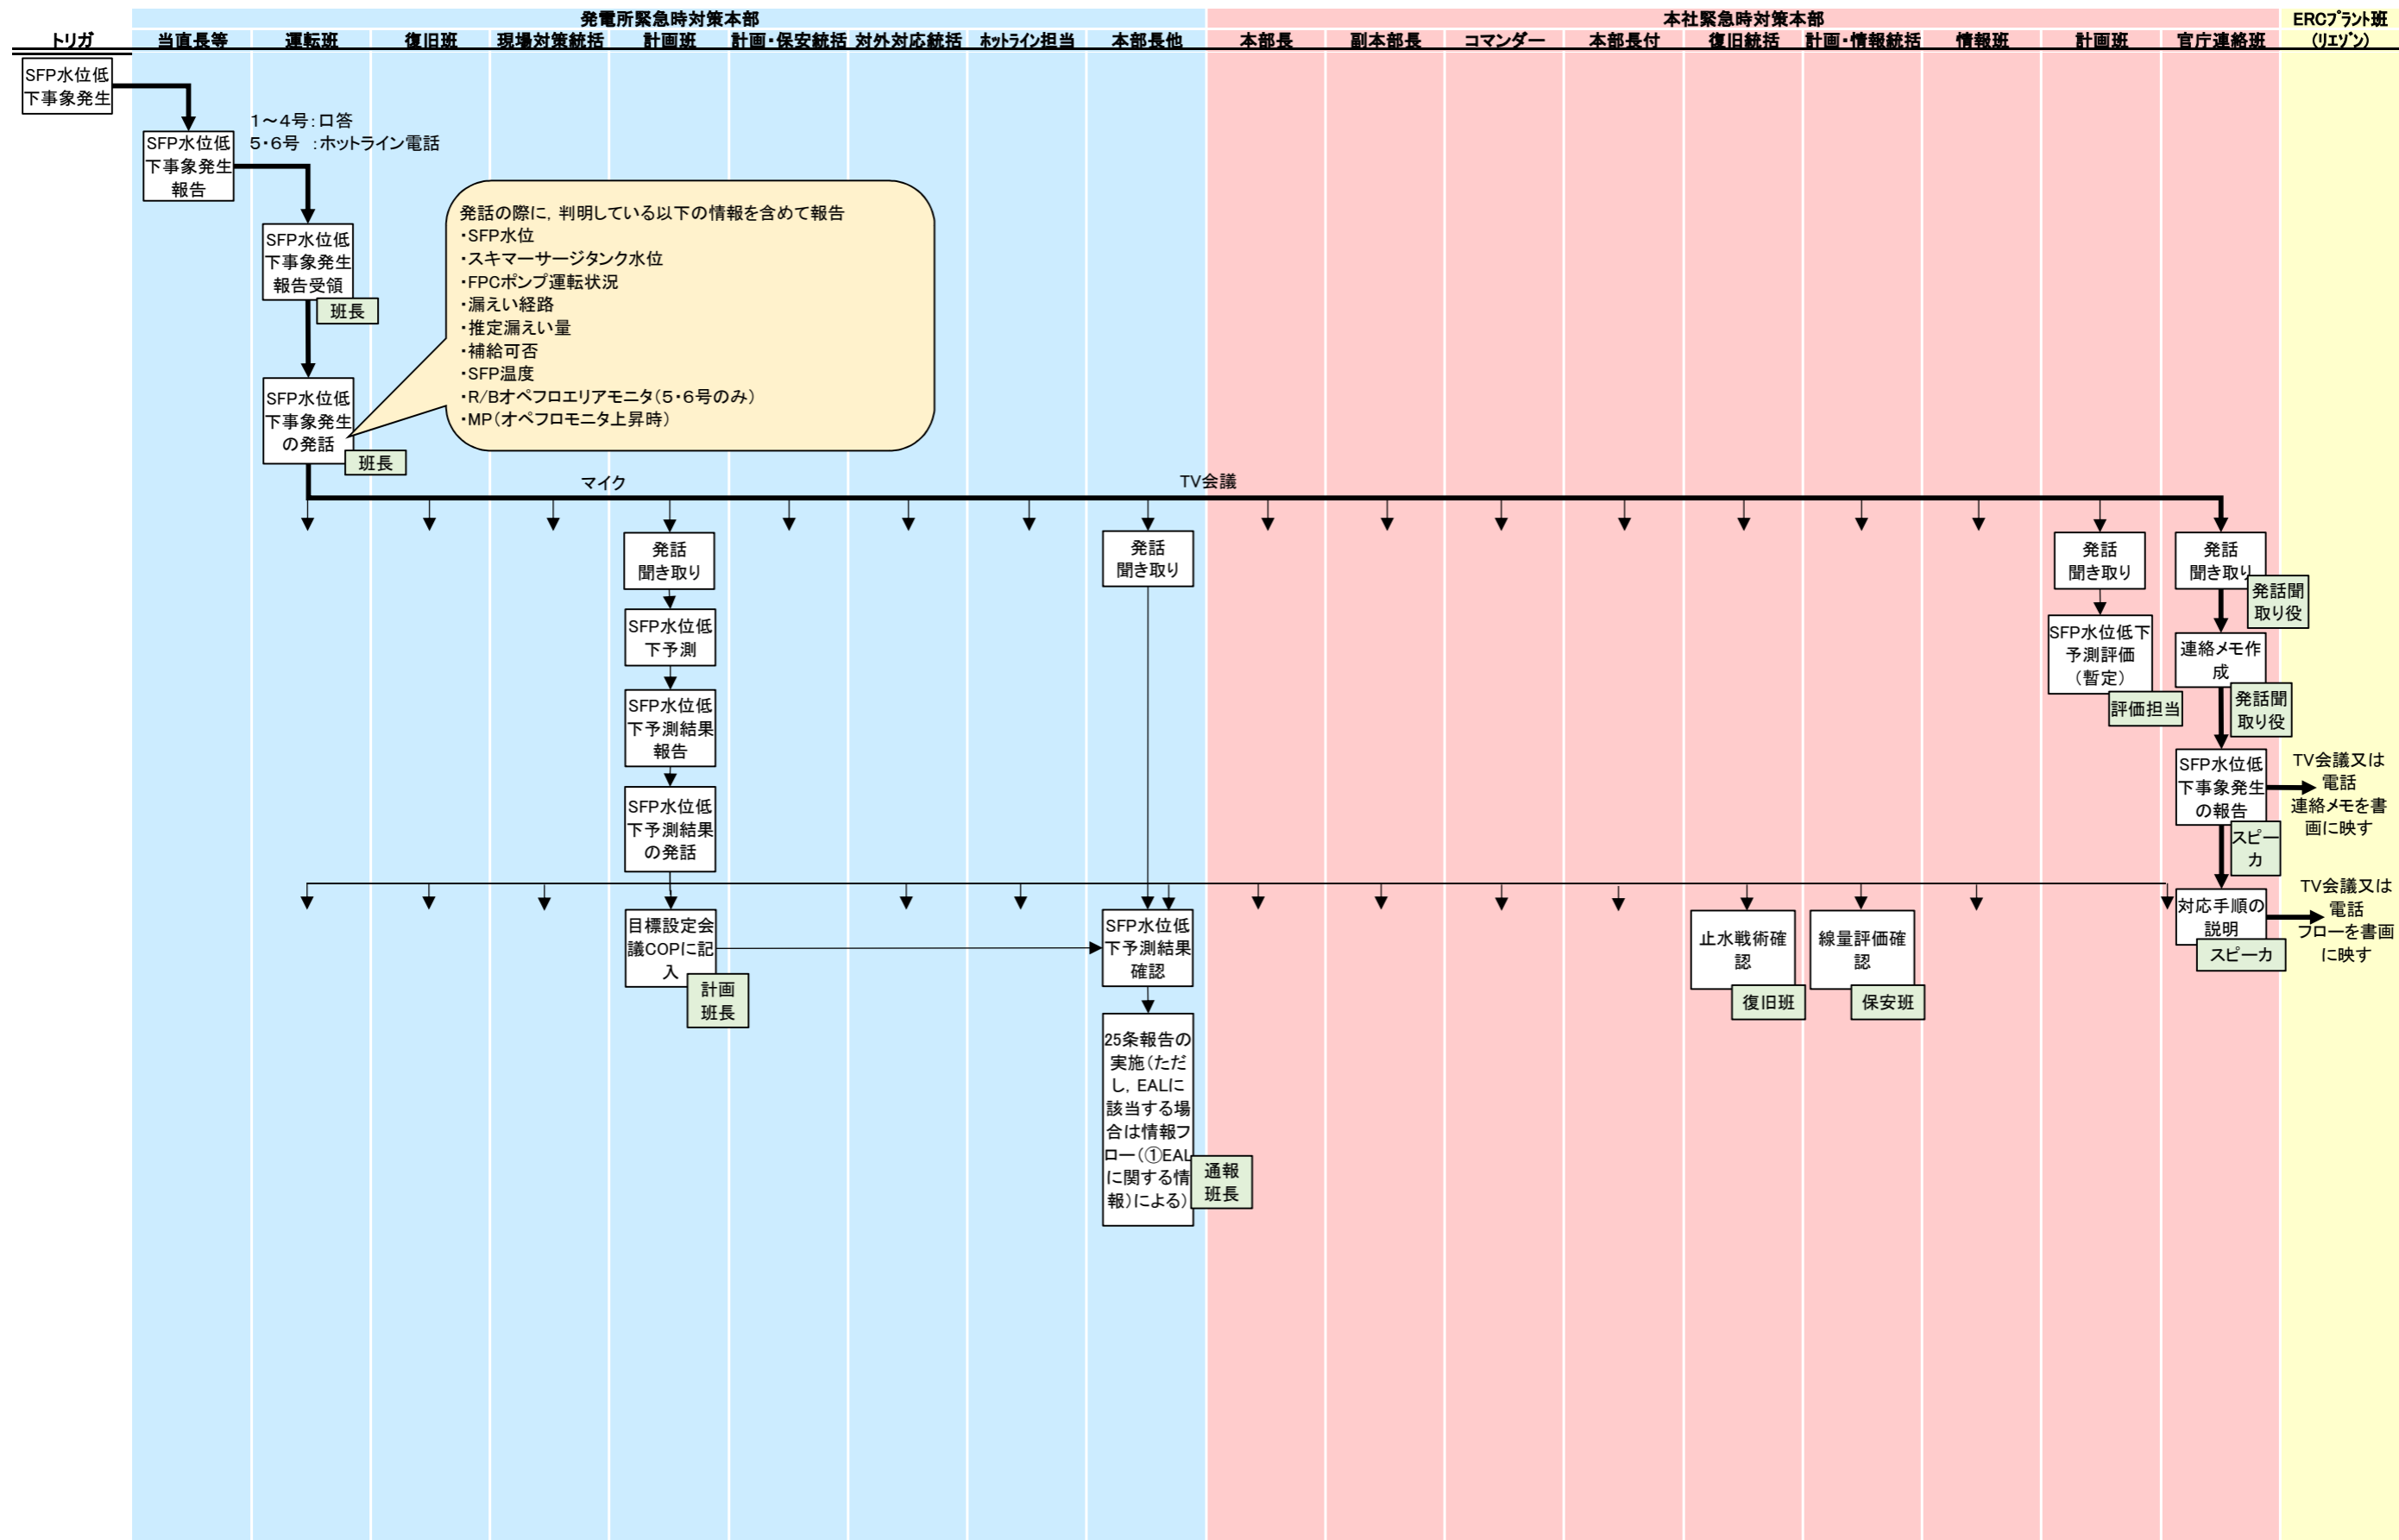 発電所緊急時対策本部
本社緊急時対策本部
ERCプラント班
(リエゾン)
トリガ
当直長等
運転班
復旧班
現場対策統括
計画班
計画・保安統括
対外対応統括
ホットライン担当
本部長他
本部長
副本部長
コマンダー
本部長付
復旧統括
計画・情報統括
情報班
計画班
官庁連絡班
SFP水位低
下事象発生
SFP水位低
下事象発生
報告
1～4号：口答
5・6号 ：ホットライン電話
SFP水位低
下事象発生
報告受領
班長
発話の際に，判明している以下の情報を含めて報告
・SFP水位
・スキマーサージタンク水位
・FPCポンプ運転状況
・漏えい経路
・推定漏えい量
・補給可否
・SFP温度
・R/Bオペフロエリアモニタ（5・6号のみ）
・MP（オペフロモニタ上昇時）
SFP水位低
下事象発生
の発話
班長
マイク
TV会議
発話
聞き取り
SFP水位低
下予測
SFP水位低
下予測結果
報告
SFP水位低
下予測結果
の発話
目標設定会
議COPに記
入
計画
班長
発話
聞き取り
SFP水位低
下予測結果
確認
25条報告の
実施（ただ
し，EALに
該当する場
合は情報フ
ロー（①EAL
に関する情
報）による）
通報
班長
止水戦術確
認
復旧班
線量評価確
認
保安班
発話
聞き取り
SFP水位低下
予測評価
（暫定）
評価担当
発話
聞き取り
発話聞
取り役
連絡メモ作
成
発話聞
取り役
SFP水位低
下事象発生
の報告
スピー
カ
TV会議又は
電話
連絡メモを書
画に映す
対応手順の
説明
スピーカ
TV会議又は
電話
フローを書画
に映す